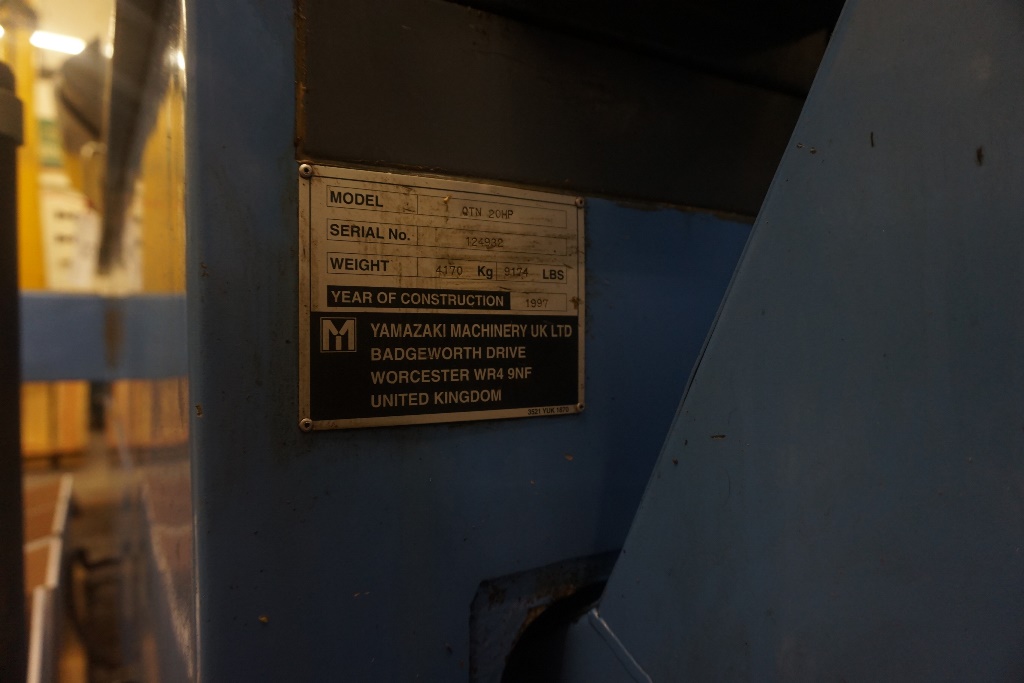 MODEL QTN 20HP
SERIAL No. 124932
WEIGHT 4170 Kg 9174 LBS
YEAR OF CONSTRUCTION 1997
M YAMAZAKI MACHINERY UK LTD
BADGEWORTH DRIVE
WORCESTER WR4 9NF
UNITED KINGDOM